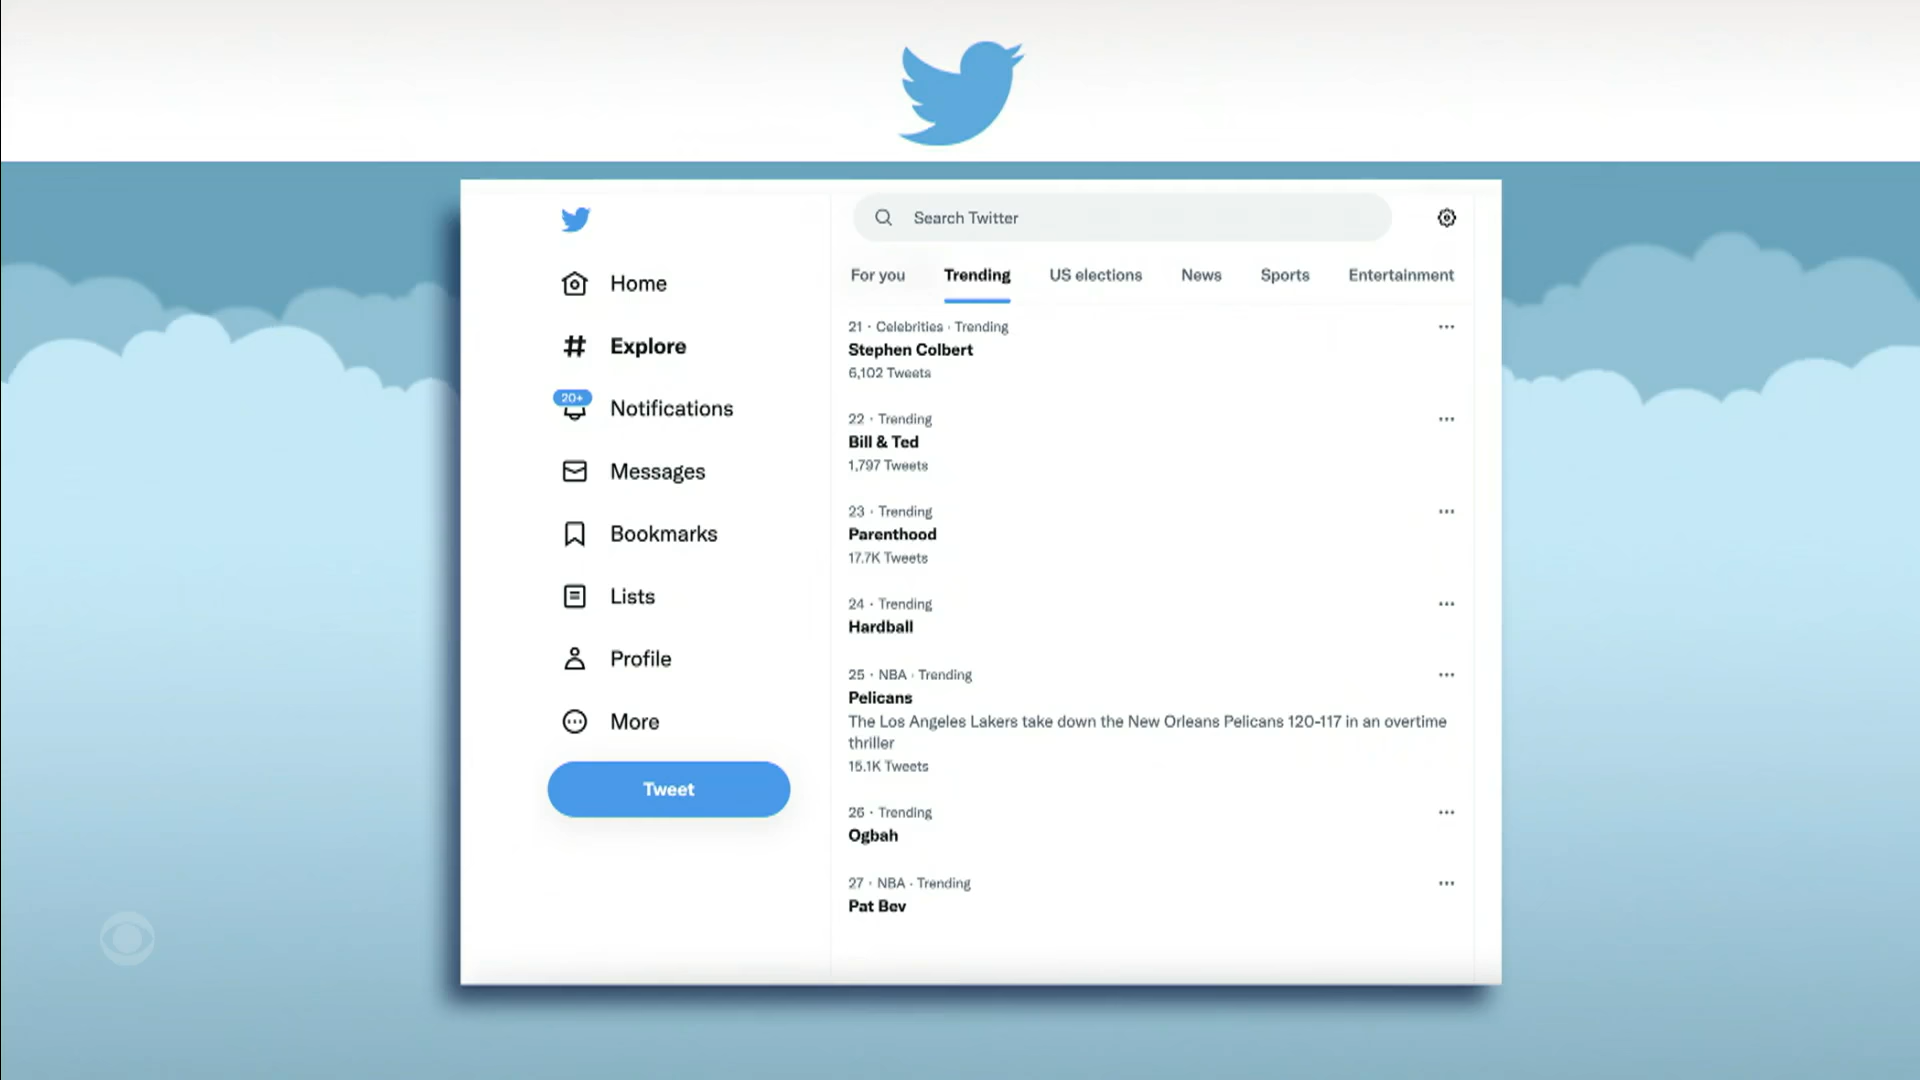 Search Twitter
Home
Explore
20+
Notifications
Messages
Bookmarks
Lists
Profile
More
Tweet
For you Trending US elections News Sports Entertainment
21 · Celebrities · Trending
Stephen Colbert
6,102 Tweets
22 · Trending
Bill & Ted
1,797 Tweets
23 · Trending
Parenthood
17.7K Tweets
24 · Trending
Hardball
25 · NBA · Trending
Pelicans
The Los Angeles Lakers take down the New Orleans Pelicans 120-117 in an overtime
thriller
15.1K Tweets
26 · Trending
Ogbah
27 · NBA · Trending
Pat Bev